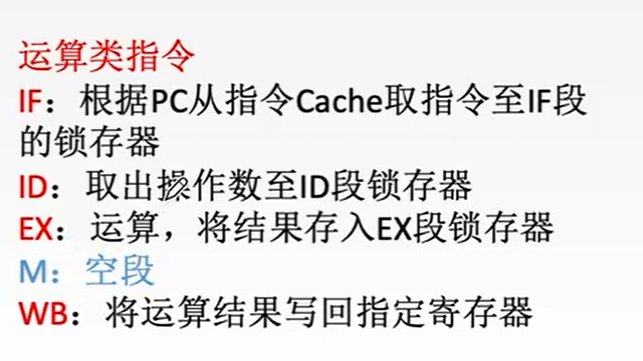 运算类指令
IF：根据PC从指令Cache取指令至IF段
的锁存器
ID：取出操作数至ID段锁存器
EX：运算，将结果存入EX段锁存器
M：空段
WB：将运算结果写回指定寄存器